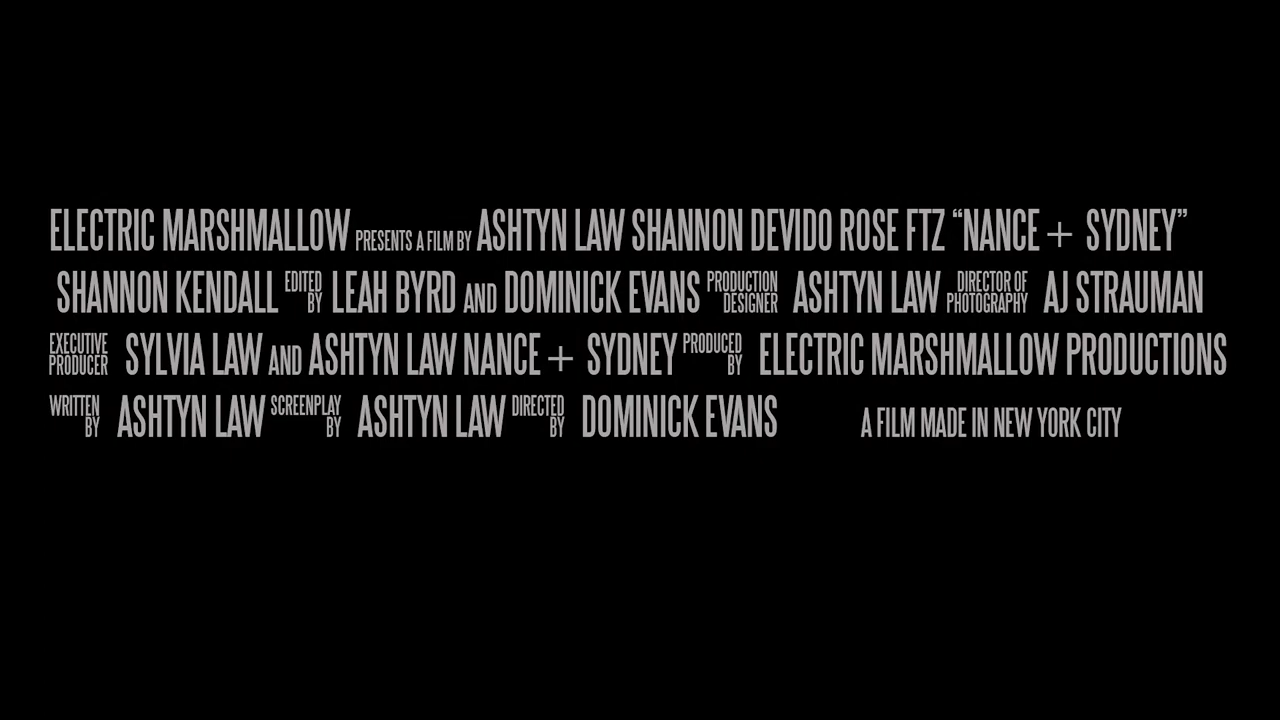 ELECTRIC MARSHMALLOW PRESENTS A FILM BY ASHTYN LAW SHANNON DEVIDO ROSE FTZ “NANCE + SYDNEY”
SHANNON KENDALL EDITED BY LEAH BYRD AND DOMINICK EVANS PRODUCTION DESIGNER ASHTYN LAW DIRECTOR OF PHOTOGRAPHY AJ STRAUMAN
EXECUTIVE PRODUCER SYLVIA LAW AND ASHTYN LAW NANCE + SYDNEY PRODUCED BY ELECTRIC MARSHMALLOW PRODUCTIONS
WRITTEN BY ASHTYN LAW SCREENPLAY BY ASHTYN LAW DIRECTED BY DOMINICK EVANS A FILM MADE IN NEW YORK CITY